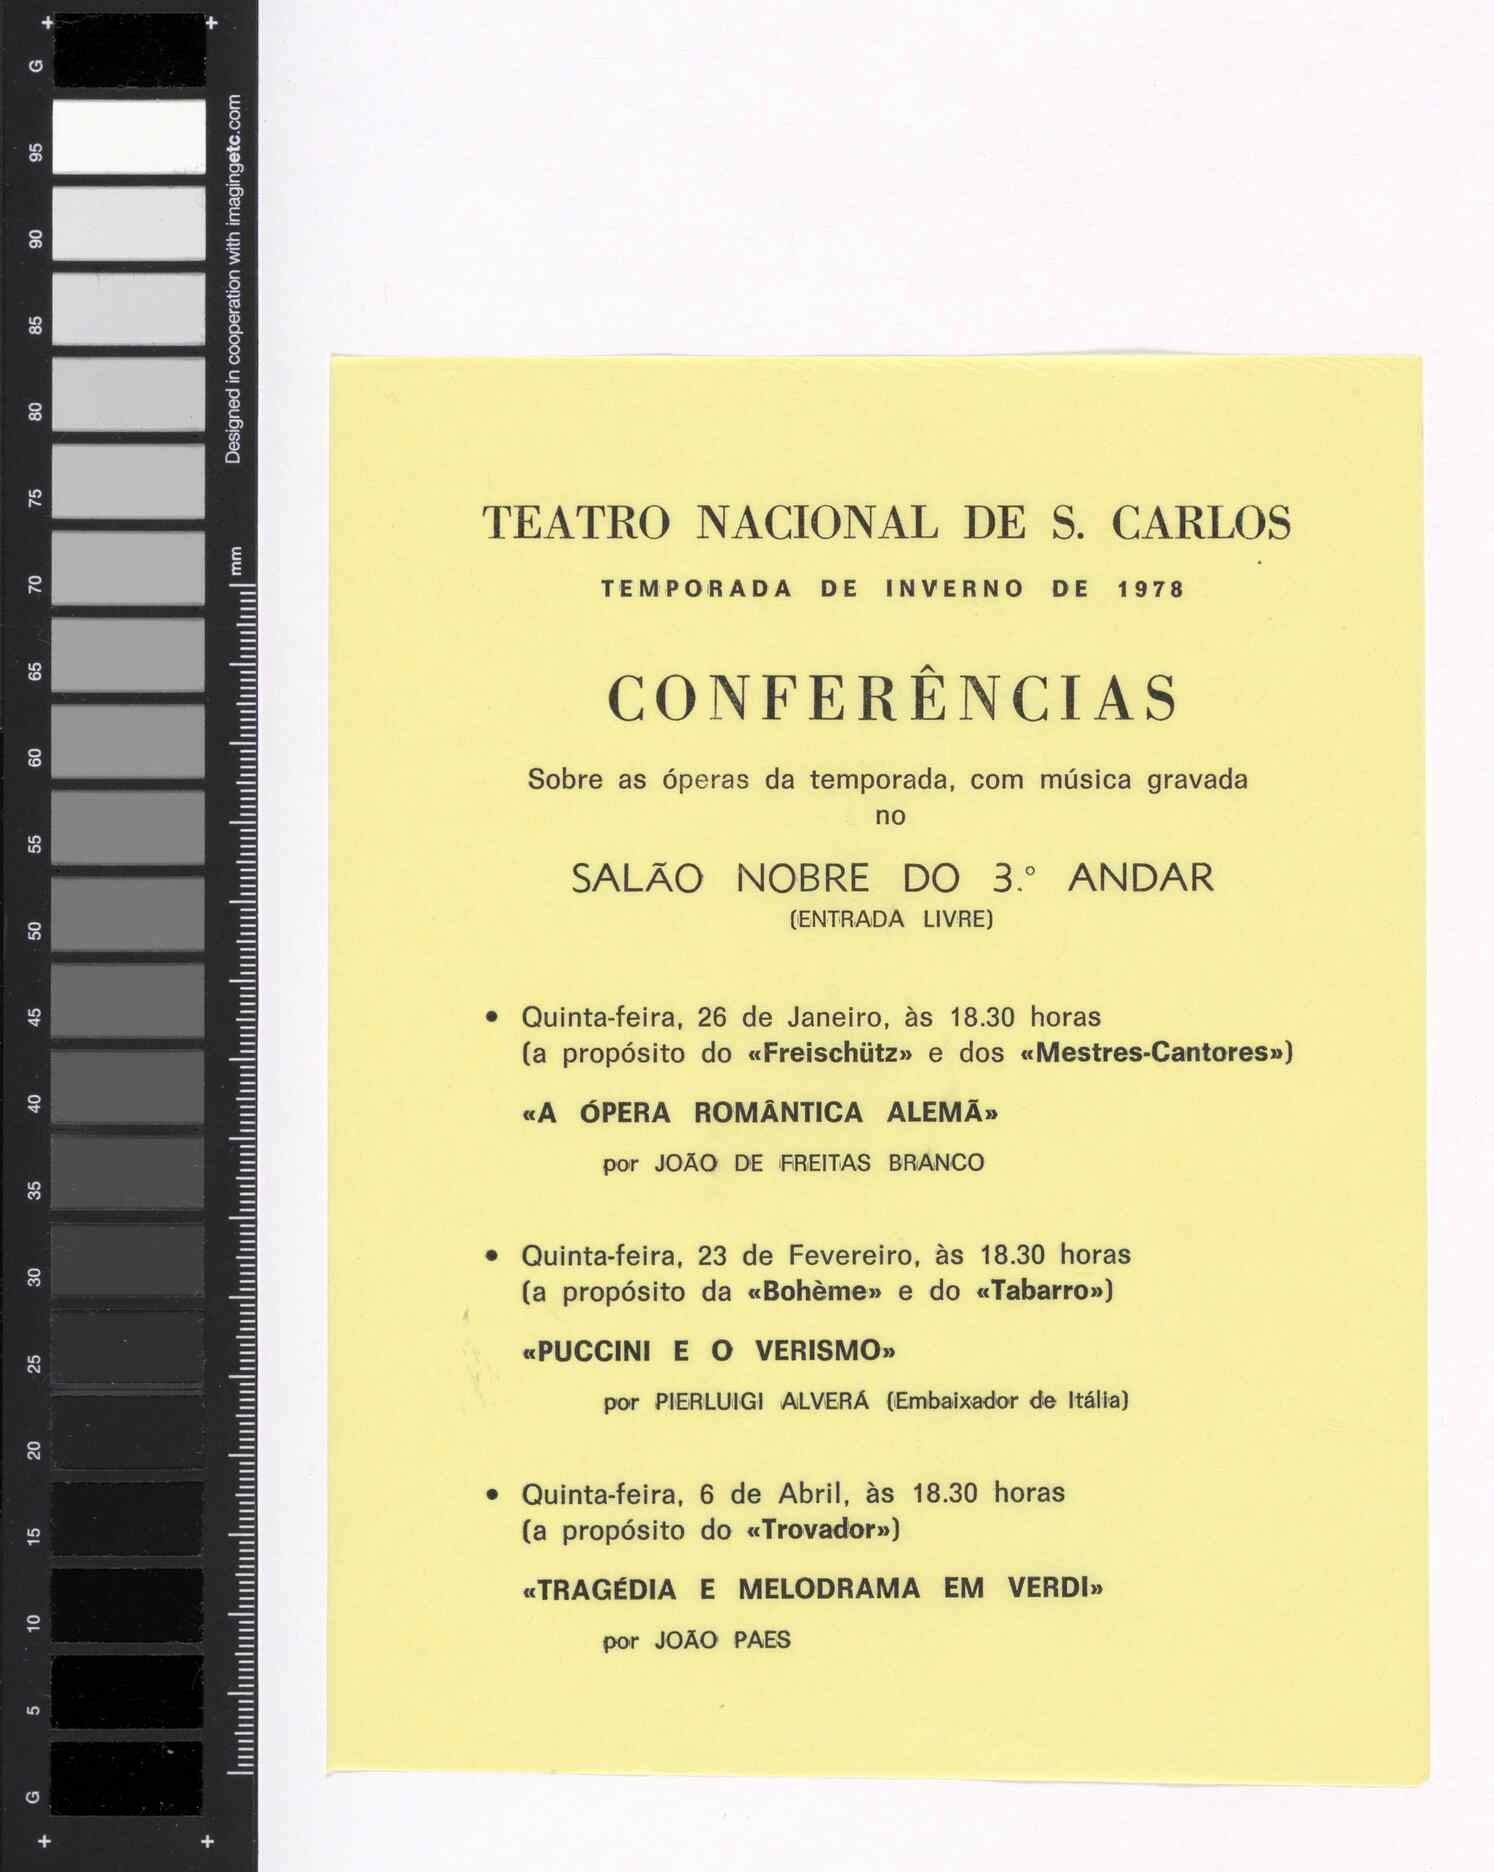 G
95
90
85
80
75
70
65
60
55
50
45
40
35
30
25
20
15
10
5
G
Designed in cooperation with imagingetc.com
mm
TEATRO NACIONAL DE S. CARLOS
TEMPORADA DE INVERNO DE 1978
CONFERÊNCIAS
Sobre as óperas da temporada, com música gravada
no
SALÃO NOBRE DO 3.º ANDAR
(ENTRADA LIVRE)
• Quinta-feira, 26 de Janeiro, às 18.30 horas
(a propósito do «Freischütz» e dos «Mestres-Cantores»)
«A ÓPERA ROMÂNTICA ALEMÃ»
por JOÃO DE FREITAS BRANCO
• Quinta-feira, 23 de Fevereiro, às 18.30 horas
(a propósito da «Bohème» e do «Tabarro»)
«PUCCINI E O VERISMO»
por PIERLUIGI ALVERÁ (Embaixador de Itália)
• Quinta-feira, 6 de Abril, às 18.30 horas
(a propósito do «Trovador»)
«TRAGÉDIA E MELODRAMA EM VERDI»
por JOÃO PAES